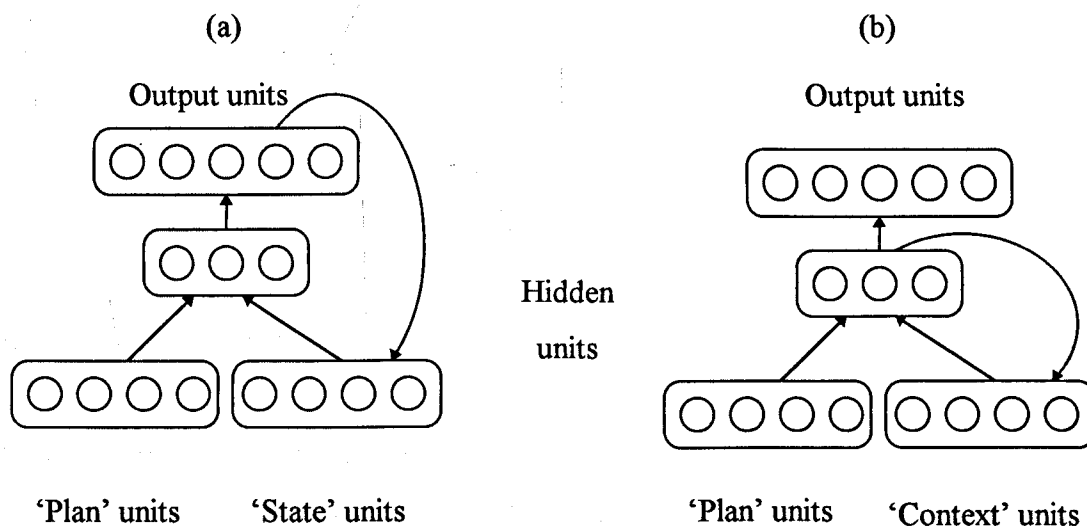 (a)
(b)
Output units
Output units
Hidden
units
‘Plan’ units
‘State’ units
‘Plan’ units
‘Context’ units